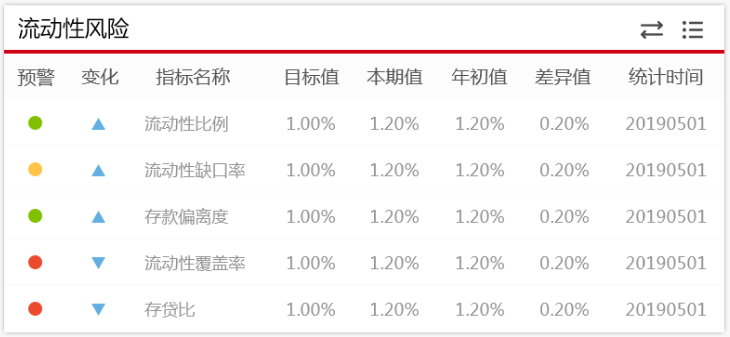 流动性风险
预警 变化 指标名称 目标值 本期值 年初值 差异值 统计时间
流动性比例 1.00% 1.20% 1.20% 0.20% 20190501
流动性缺口率 1.00% 1.20% 1.20% 0.20% 20190501
存款偏离度 1.00% 1.20% 1.20% 0.20% 20190501
流动性覆盖率 1.00% 1.20% 1.20% 0.20% 20190501
存贷比 1.00% 1.20% 1.20% 0.20% 20190501